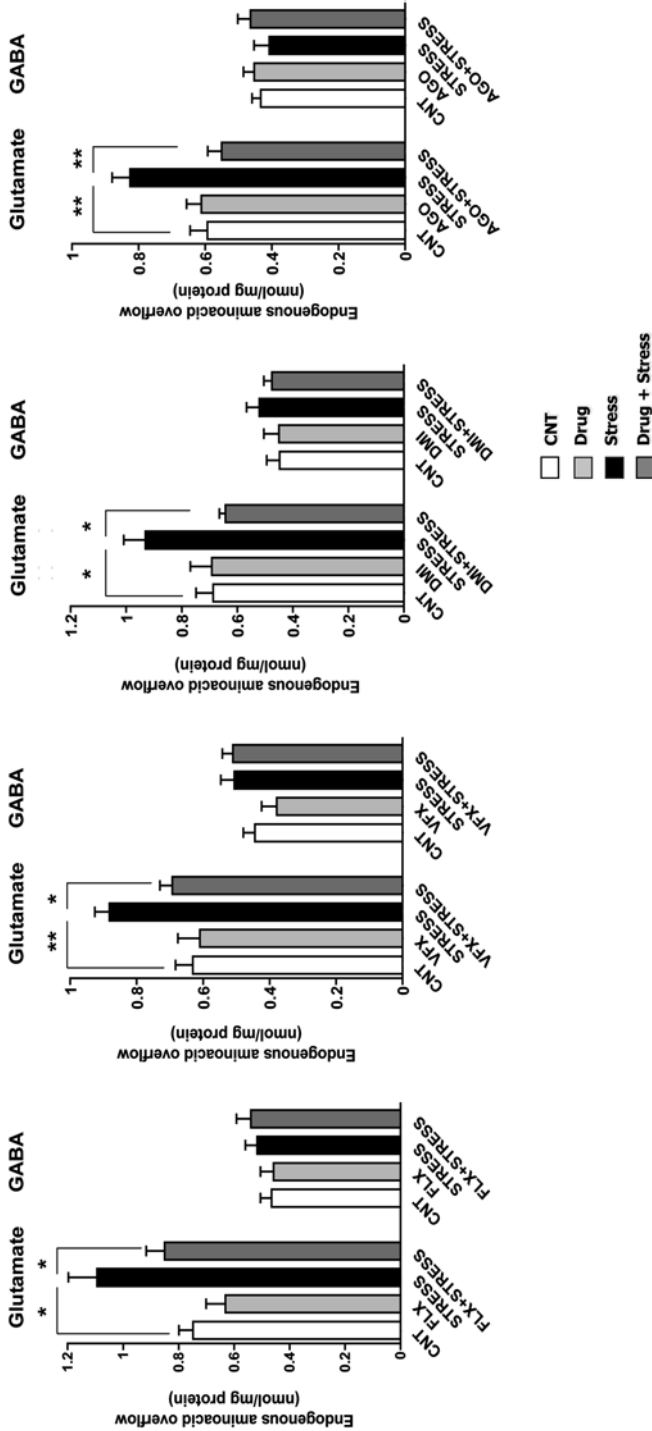 Glutamate GABA
* *
1.2
1
0.8
0.6
0.4
0.2
0
Endogenous aminoacid overflow
(nmol/mg protein)
CNT
FLX
STRESS
FLX+STRESS
CNT
FLX
STRESS
FLX+STRESS
Glutamate GABA
** *
1
0.8
0.6
0.4
0.2
0
Endogenous aminoacid overflow
(nmol/mg protein)
CNT
VFX
STRESS
VFX+STRESS
CNT
VFX
STRESS
VFX+STRESS
Glutamate GABA
* *
1.2
1
0.8
0.6
0.4
0.2
0
Endogenous aminoacid overflow
(nmol/mg protein)
CNT
DMI
STRESS
DMI+STRESS
CNT
DMI
STRESS
DMI+STRESS
Glutamate GABA
** **
1
0.8
0.6
0.4
0.2
0
Endogenous aminoacid overflow
(nmol/mg protein)
CNT
AGO
STRESS
AGO+STRESS
CNT
AGO
STRESS
AGO+STRESS
CNT
Drug
Stress
Drug + Stress